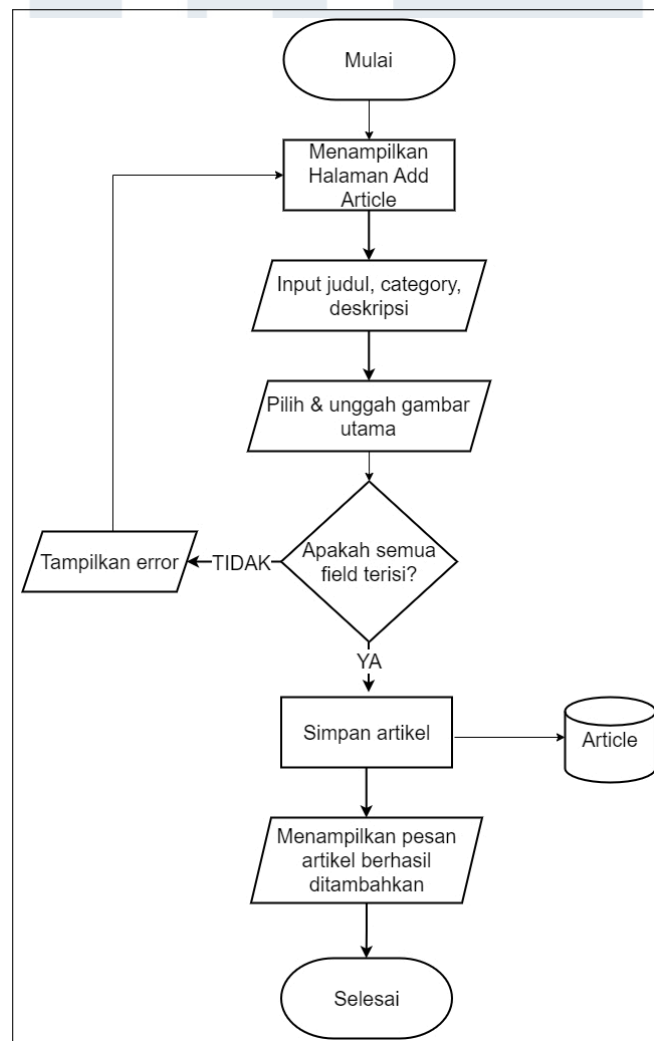 Mulai
Menampilkan
Halaman Add
Article
Input judul, category,
deskripsi
Pilih & unggah gambar
utama
Apakah semua
field terisi?
TIDAK
Tampilkan error
YA
Simpan artikel
Article
Menampilkan pesan
artikel berhasil
ditambahkan
Selesai